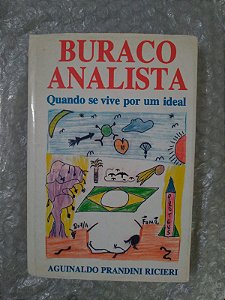 BURACO
ANALISTA
Quando se vive por um ideal
AGUINALDO PRANDINI RICIERI